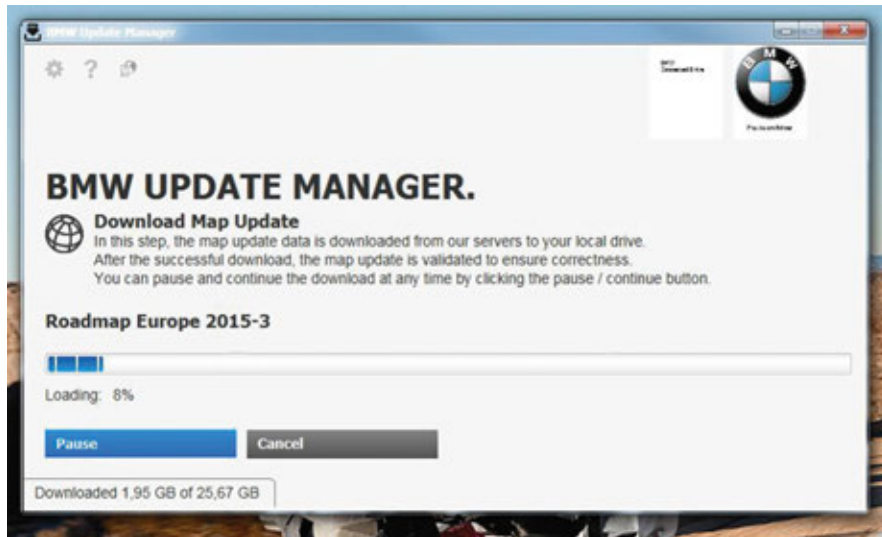 BMW Update Manager
?
BMW
BMW UPDATE MANAGER.
Download Map Update
In this step, the map update data is downloaded from our servers to your local drive.
After the successful download, the map update is validated to ensure correctness.
You can pause and continue the download at any time by clicking the pause / continue button.
Roadmap Europe 2015-3
Loading: 8%
Pause
Cancel
Downloaded 1,95 GB of 25,67 GB